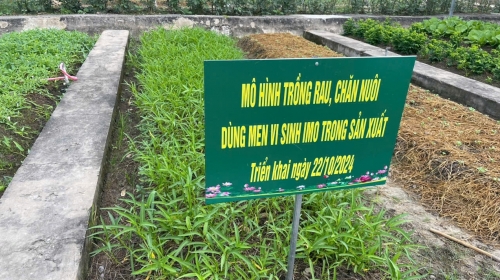 MÔ HÌNH TRỒNG RAU, CHĂN NUÔI
DÙNG MEN VI SINH IMO TRONG SẢN XUẤT
Triển khai ngày 22/10/2024